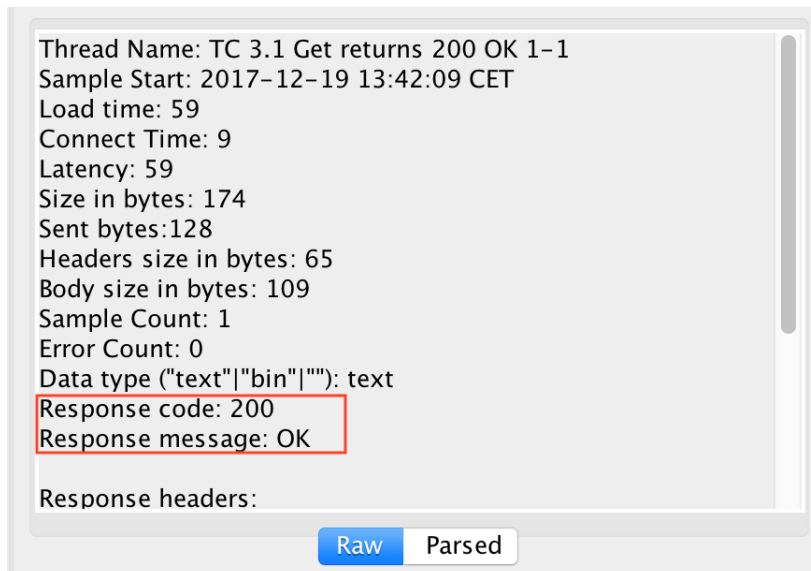 Thread Name: TC 3.1 Get returns 200 OK 1-1
Sample Start: 2017-12-19 13:42:09 CET
Load time: 59
Connect Time: 9
Latency: 59
Size in bytes: 174
Sent bytes:128
Headers size in bytes: 65
Body size in bytes: 109
Sample Count: 1
Error Count: 0
Data type ("text"|"bin"|""): text
Response code: 200
Response message: OK
Response headers:
Raw Parsed